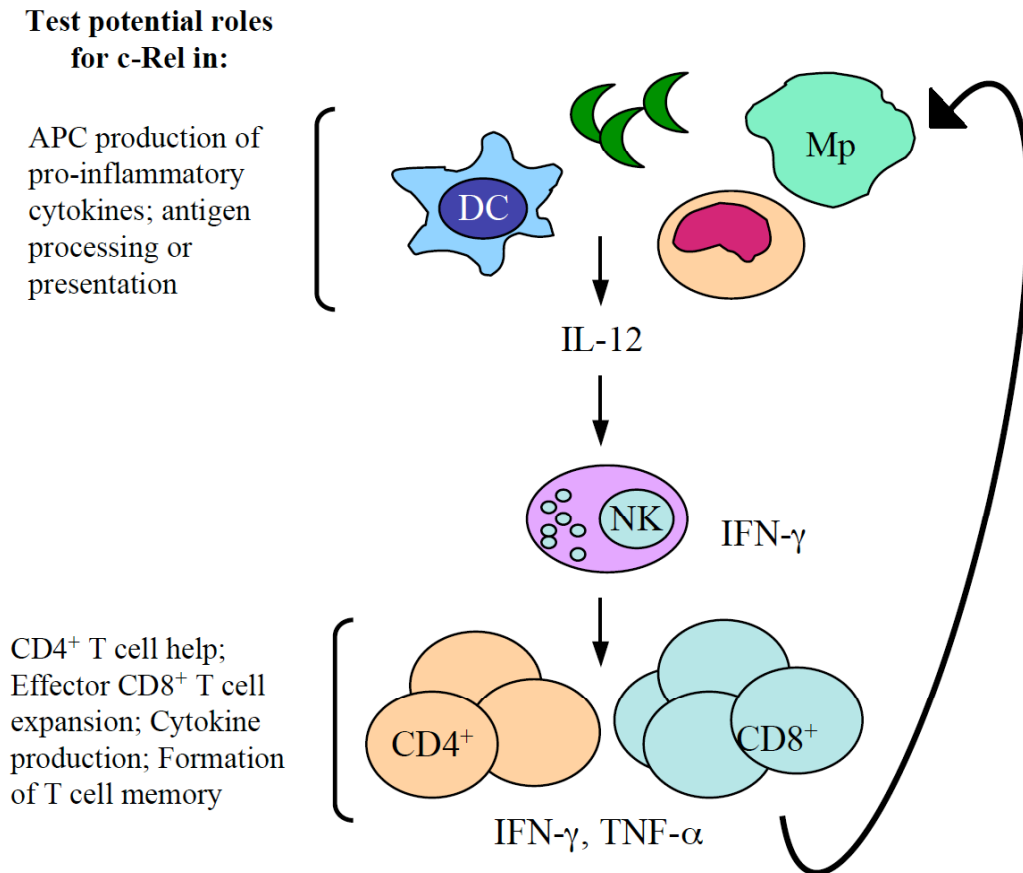 Test potential roles
for c-Rel in:
APC production of
pro-inflammatory
cytokines; antigen
processing or
presentation
DC
Mp
IL-12
NK
IFN-γ
CD4⁺ T cell help;
Effector CD8⁺ T cell
expansion; Cytokine
production; Formation
of T cell memory
CD4⁺
CD8⁺
IFN-γ, TNF-α